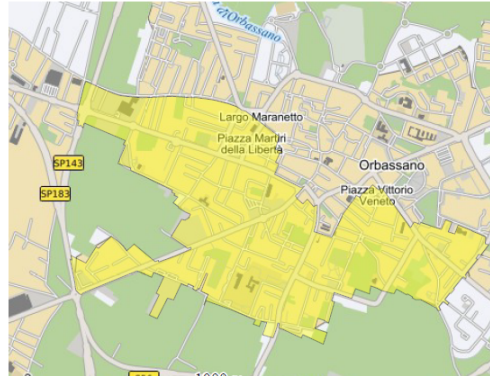 d'Orbassano
Largo Maranetto
Piazza Martiri
della Libertà
SP143
Orbassano
SP183
Piazza Vittorio
Veneto